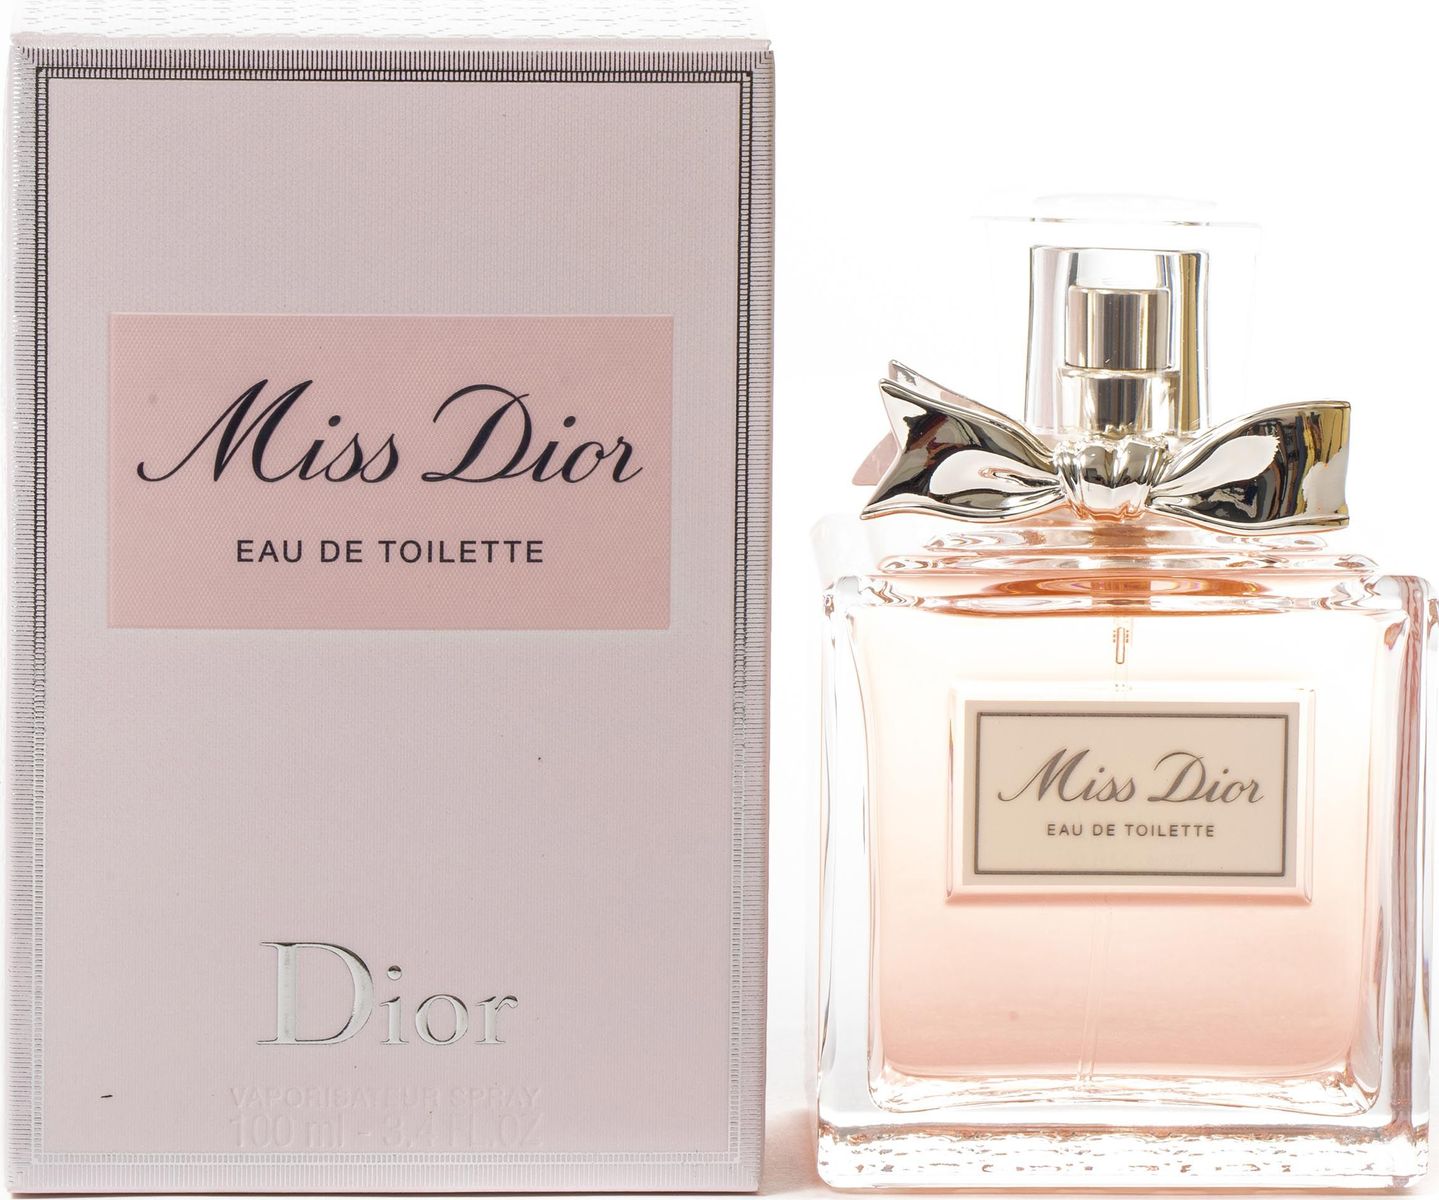 Miss Dior
EAU DE TOILETTE
Dior
VAPORISATEUR SPRAY
100 ml - 3.4 FL.OZ
Miss Dior
EAU DE TOILETTE